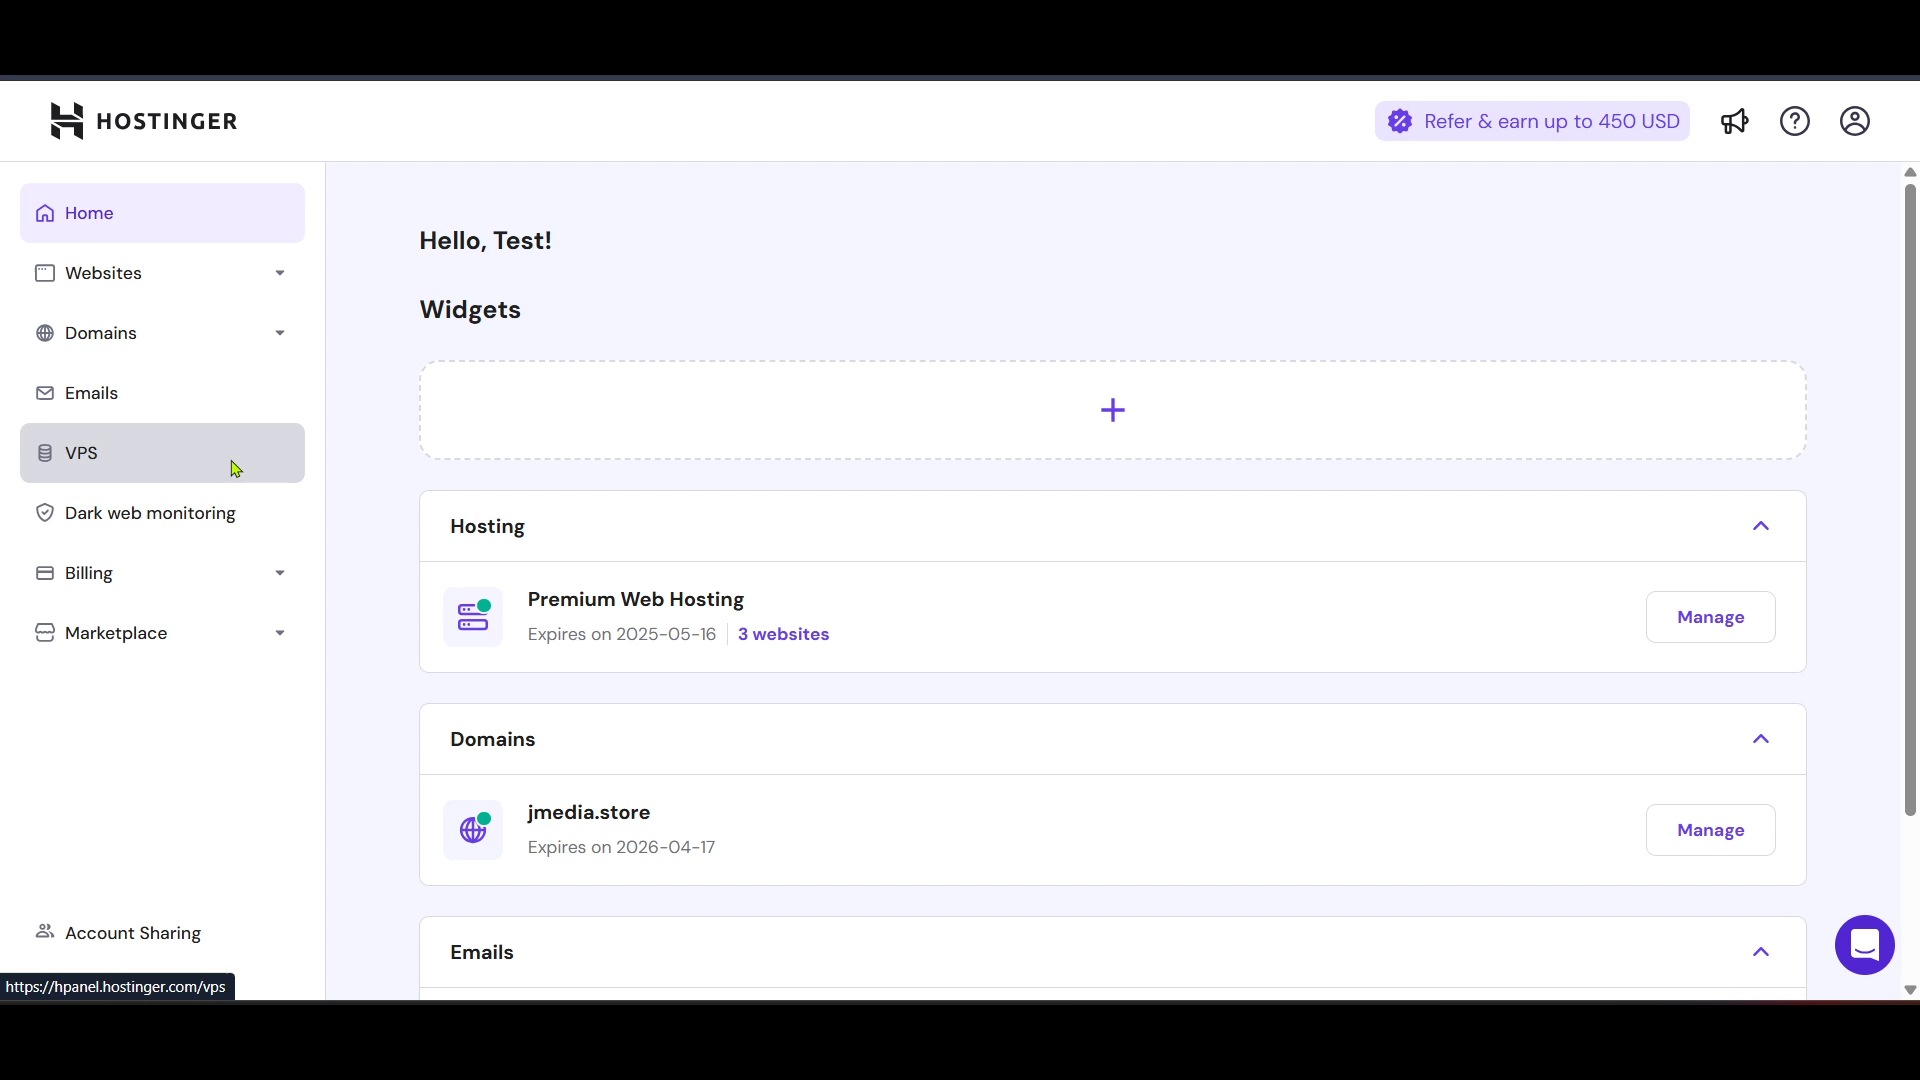 HOSTINGER
Refer & earn up to 450 USD
Home
Websites
Domains
Emails
VPS
Dark web monitoring
Billing
Marketplace
Account Sharing
https://hpanel.hostinger.com/vps
Hello, Test!
Widgets
Hosting
Premium Web Hosting
Expires on 2025-05-16 3 websites
Manage
Domains
jmedia.store
Expires on 2026-04-17
Manage
Emails